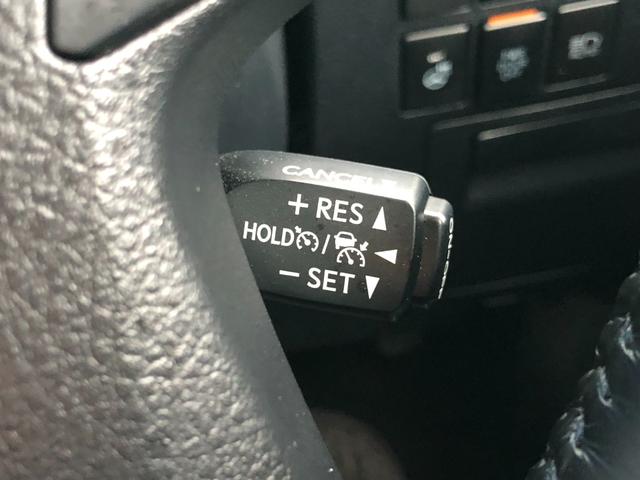 CANCEL
+ RES
HOLD /
− SET